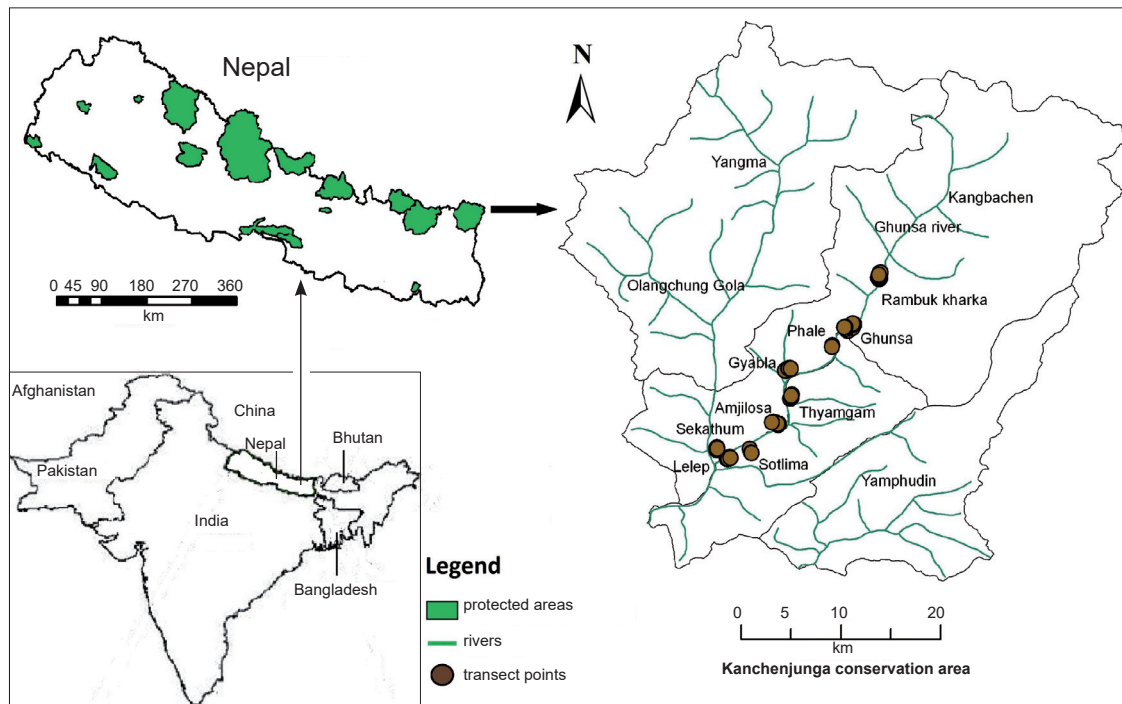 Nepal
0 45 90 180 270 360
km
Afghanistan
China
Nepal
Bhutan
Pakistan
India
Bangladesh
Legend
protected areas
rivers
transect points
N
Yangma
Kangbachen
Ghunsa river
Olangchung Gola
Rambuk kharka
Phale
Ghunsa
Gyabla
Amjilosa
Thyamgam
Sekathum
Lelep
Sotlima
Yamphudin
0 5 10 20
km
Kanchenjunga conservation area